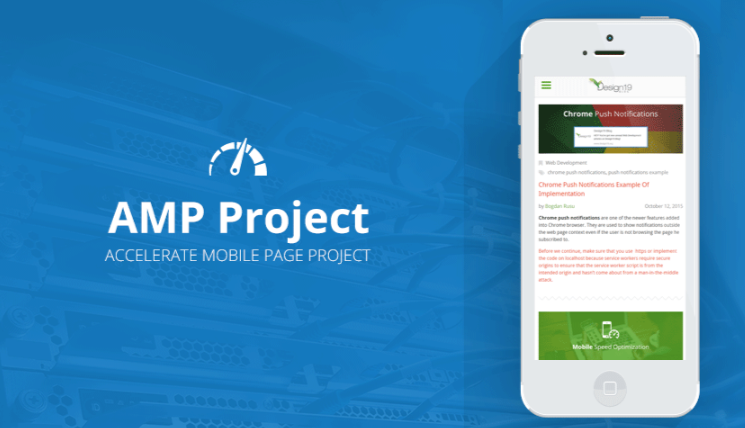 AMP Project
ACCELERATE MOBILE PAGE PROJECT
Design19
Chrome Push Notifications
Web Development
chrome push notifications, push notifications example
Chrome Push Notifications Example Of
Implementation
by Bogdan Rusu
October 12, 2015
Chrome push notifications are one of the newer features added
into Chrome browser. They are used to show notifications outside
the web page context even if the user is not browsing the page he
subscribed to.
Before we continue, make sure that you use https or implement
the code on localhost because service workers require secure
origins to ensure that the service worker script is from the
intended origin and hasn't come about from a man-in-the-middle
attack.
Mobile Speed Optimization